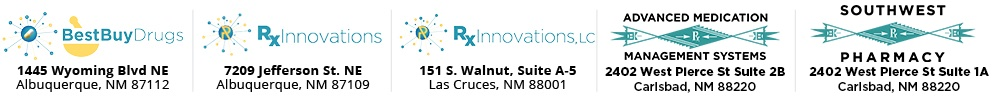 BestBuyDrugs
1445 Wyoming Blvd NE
Albuquerque, NM 87112
RxInnovations
7209 Jefferson St. NE
Albuquerque, NM 87109
RxInnovations,LC
151 S. Walnut, Suite A-5
Las Cruces, NM 88001
ADVANCED MEDICATION
R
MANAGEMENT SYSTEMS
2402 West Pierce St Suite 2B
Carlsbad, NM 88220
SOUTHWEST
R
PHARMACY
2402 West Pierce St Suite 1A
Carlsbad, NM 88220